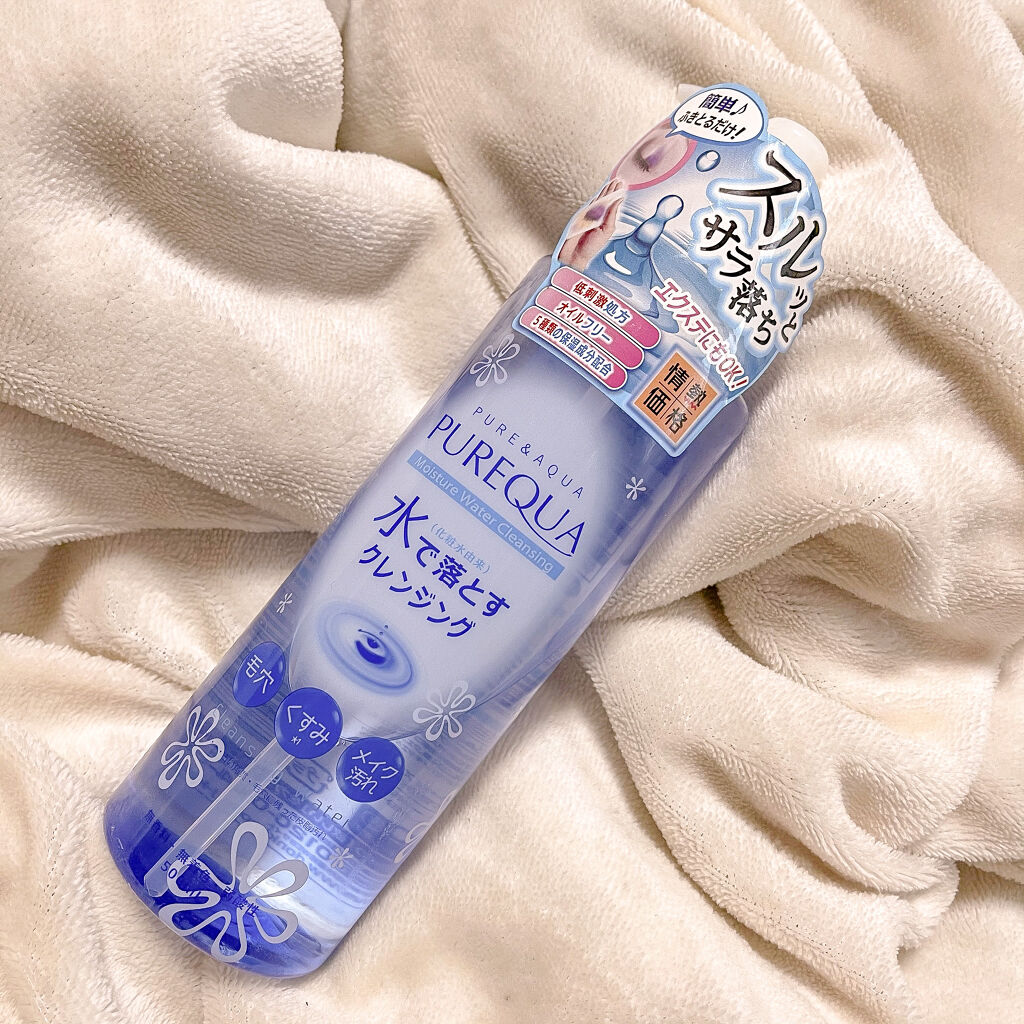 簡単♪
ふきとるだけ!
スルッと
サラ落ち
エクステにもOK!
低刺激処方
オイルフリー
5種類の保湿成分配合
情熱
価格
PURE&AQUA
PUREQUA
Moisture Water Cleansing
(化粧水由来)
水で落とす
クレンジング
毛穴
くすみ
*1
メイク
汚れ